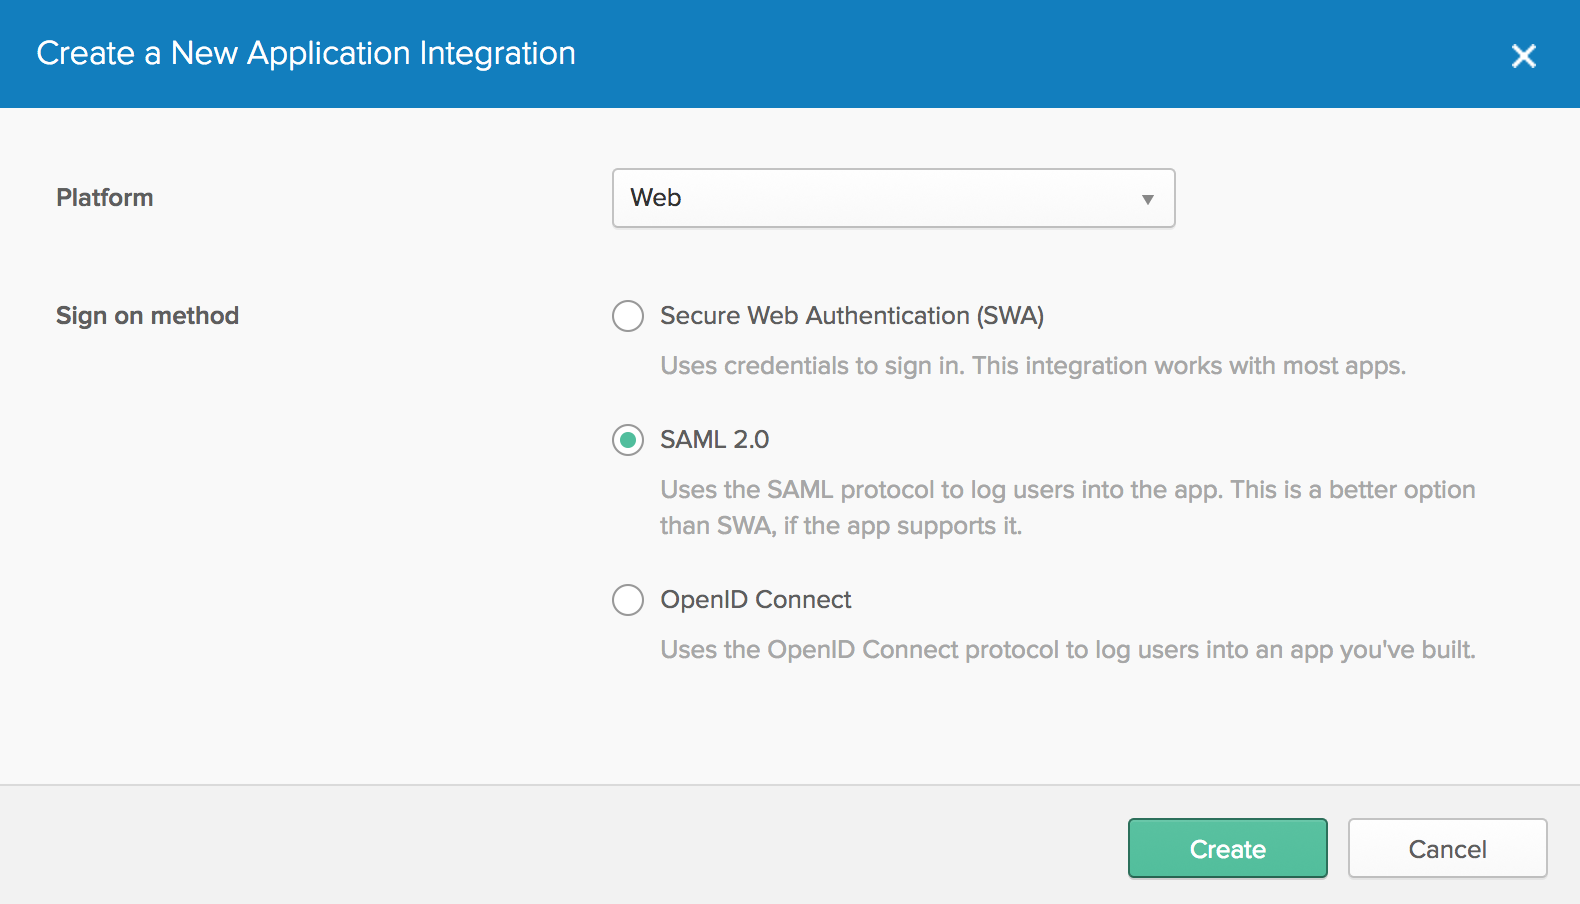 Create a New Application Integration
Platform
Web
Sign on method
Secure Web Authentication (SWA)
Uses credentials to sign in. This integration works with most apps.
SAML 2.0
Uses the SAML protocol to log users into the app. This is a better option
than SWA, if the app supports it.
OpenID Connect
Uses the OpenID Connect protocol to log users into an app you've built.
Create
Cancel